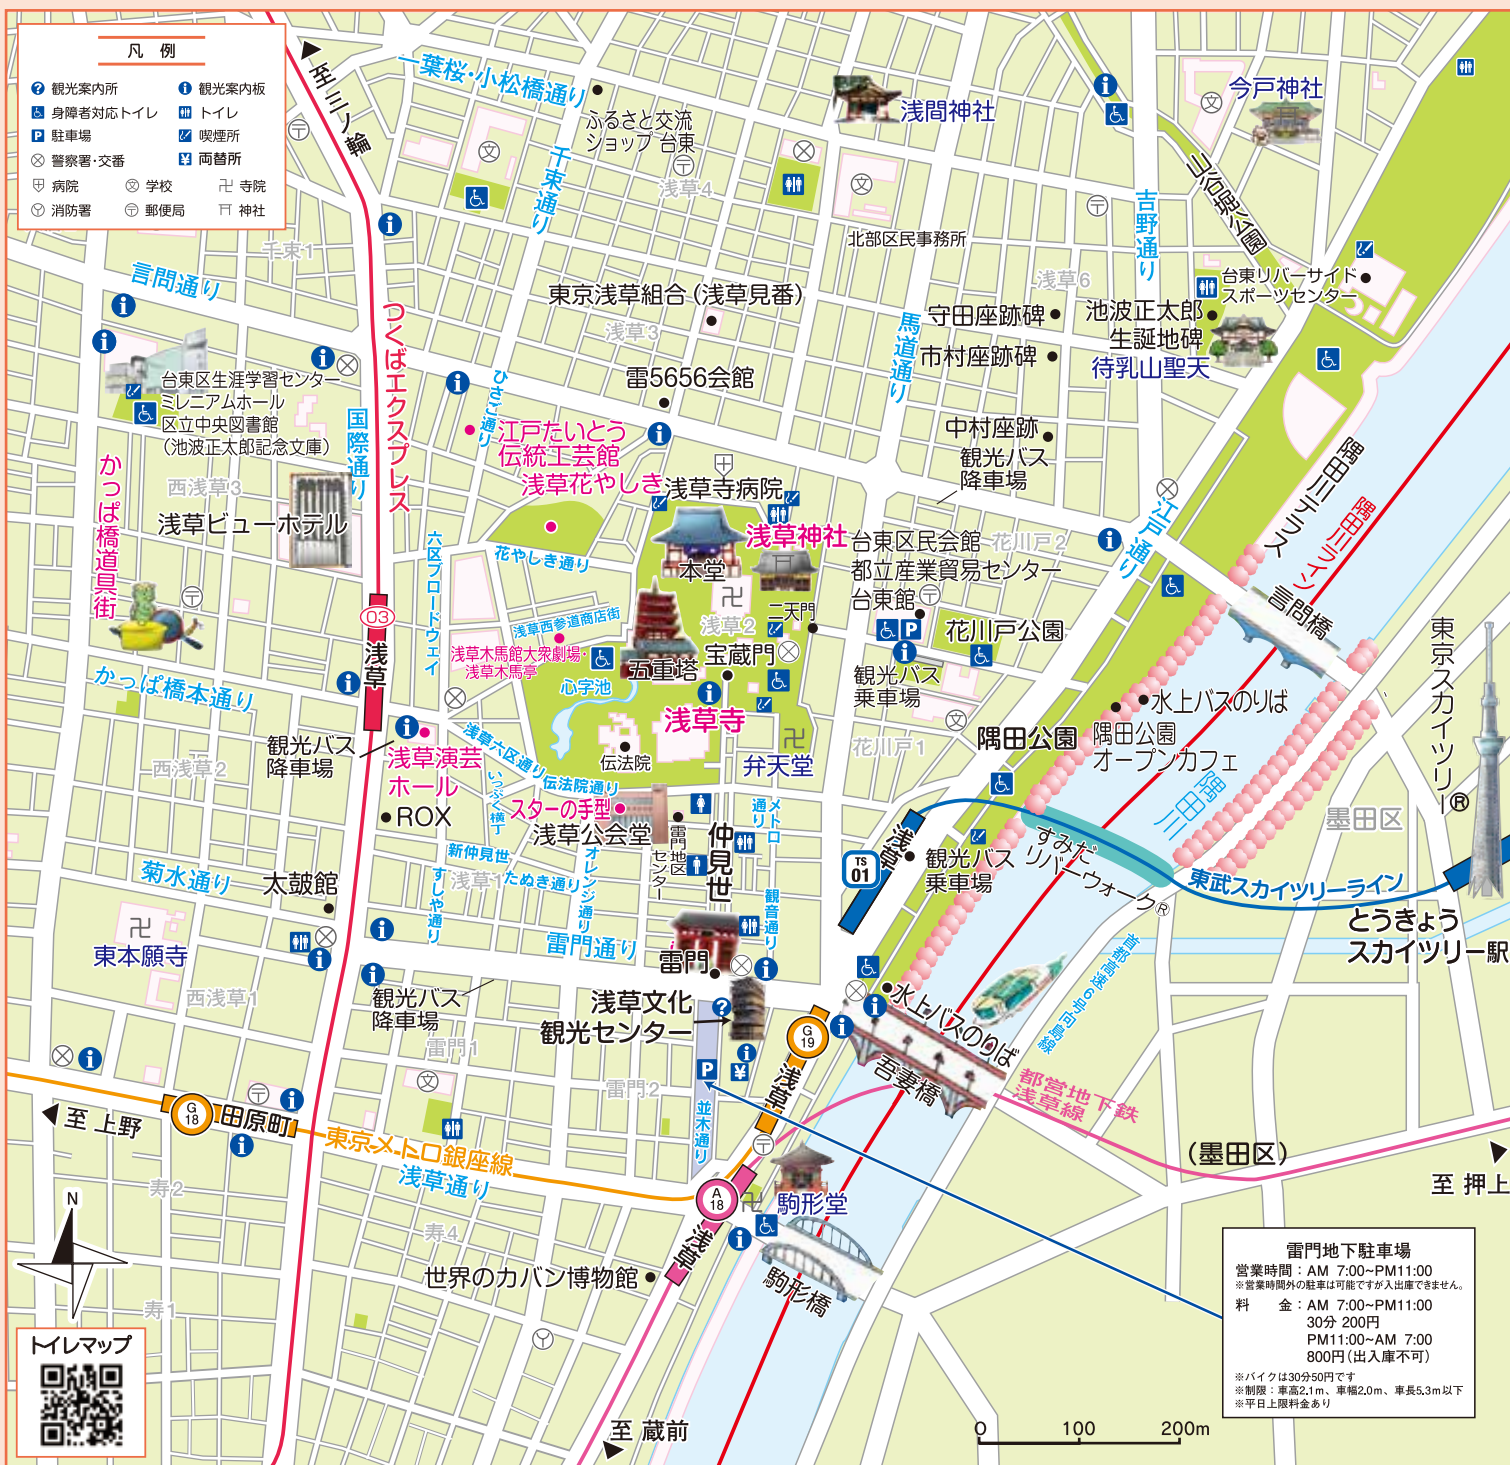 凡 例
観光案内所
観光案内板
身障者対応トイレ
トイレ
駐車場
喫煙所
警察署・交番
両替所
病院
学校
寺院
消防署
郵便局
神社
至 三ノ輪
一葉桜・小松橋通り
ふるさと交流
ショップ 台東
千束通り
浅草4
浅間神社
今戸神社
山谷堀公園
吉野通り
北部区民事務所
千束1
言問通り
つくばエクスプレス
東京浅草組合(浅草見番)
浅草3
浅草6
台東リバーサイド
スポーツセンター
守田座跡碑
池波正太郎
生誕地碑
市村座跡碑
待乳山聖天
馬道通り
雷5656会館
台東区生涯学習センター
ミレニアムホール
区立中央図書館
(池波正太郎記念文庫)
国際通り
ひさご通り
江戸たいとう
伝統工芸館
浅草花やしき
浅草寺病院
中村座跡
観光バス
降車場
隅田川テラス
隅田川ライン
江戸通り
かっぱ橋道具街
西浅草3
浅草ビューホテル
六区ブロードウェイ
花やしき通り
本堂
浅草神社
台東区民会館
都立産業貿易センター
台東館
花川戸2
花川戸公園
言問橋
東京スカイツリー®
03
浅草
浅草西参道商店街
浅草木馬館大衆劇場・
浅草木馬亭
浅草2
二天門
五重塔
宝蔵門
観光バス
乗車場
心字池
浅草寺
かっぱ橋本通り
水上バスのりば
隅田公園
隅田公園
オープンカフェ
隅田川
観光バス
降車場
浅草演芸
ホール
浅草六区通り
伝法院通り
伝法院
弁天堂
花川戸1
西浅草2
いっぷく横丁
スターの手型
浅草公会堂
ROX
雷門地区
センター
仲見世
メトロ
通り
浅草
TS
01
観光バス
乗車場
すみだ
リバーウォーク®
墨田区
新仲見世
浅草1
たぬき通り
オレンジ通り
すしや通り
観音通り
菊水通り
太鼓館
東武スカイツリーライン
とうきょう
スカイツリー駅
東本願寺
雷門通り
雷門
首都高速6号向島線
西浅草1
観光バス
降車場
浅草文化
観光センター
水上バスのりば
吾妻橋
雷門1
雷門2
G
19
浅草
都営地下鉄
浅草線
並木通り
至 上野
G
18
田原町
東京メトロ銀座線
浅草通り
(墨田区)
至 押上
寿2
寿4
A
18
浅草
駒形堂
駒形橋
N
世界のカバン博物館
寿1
トイレマップ
至 蔵前
雷門地下駐車場
営業時間:AM 7:00~PM11:00
※営業時間外の駐車は可能ですが入出庫できません。
料 金:AM 7:00~PM11:00
30分 200円
PM11:00~AM 7:00
800円(出入庫不可)
※バイクは30分50円です
※制限:車高2.1m、車幅2.0m、車長5.3m以下
※平日上限料金あり
0 100 200m